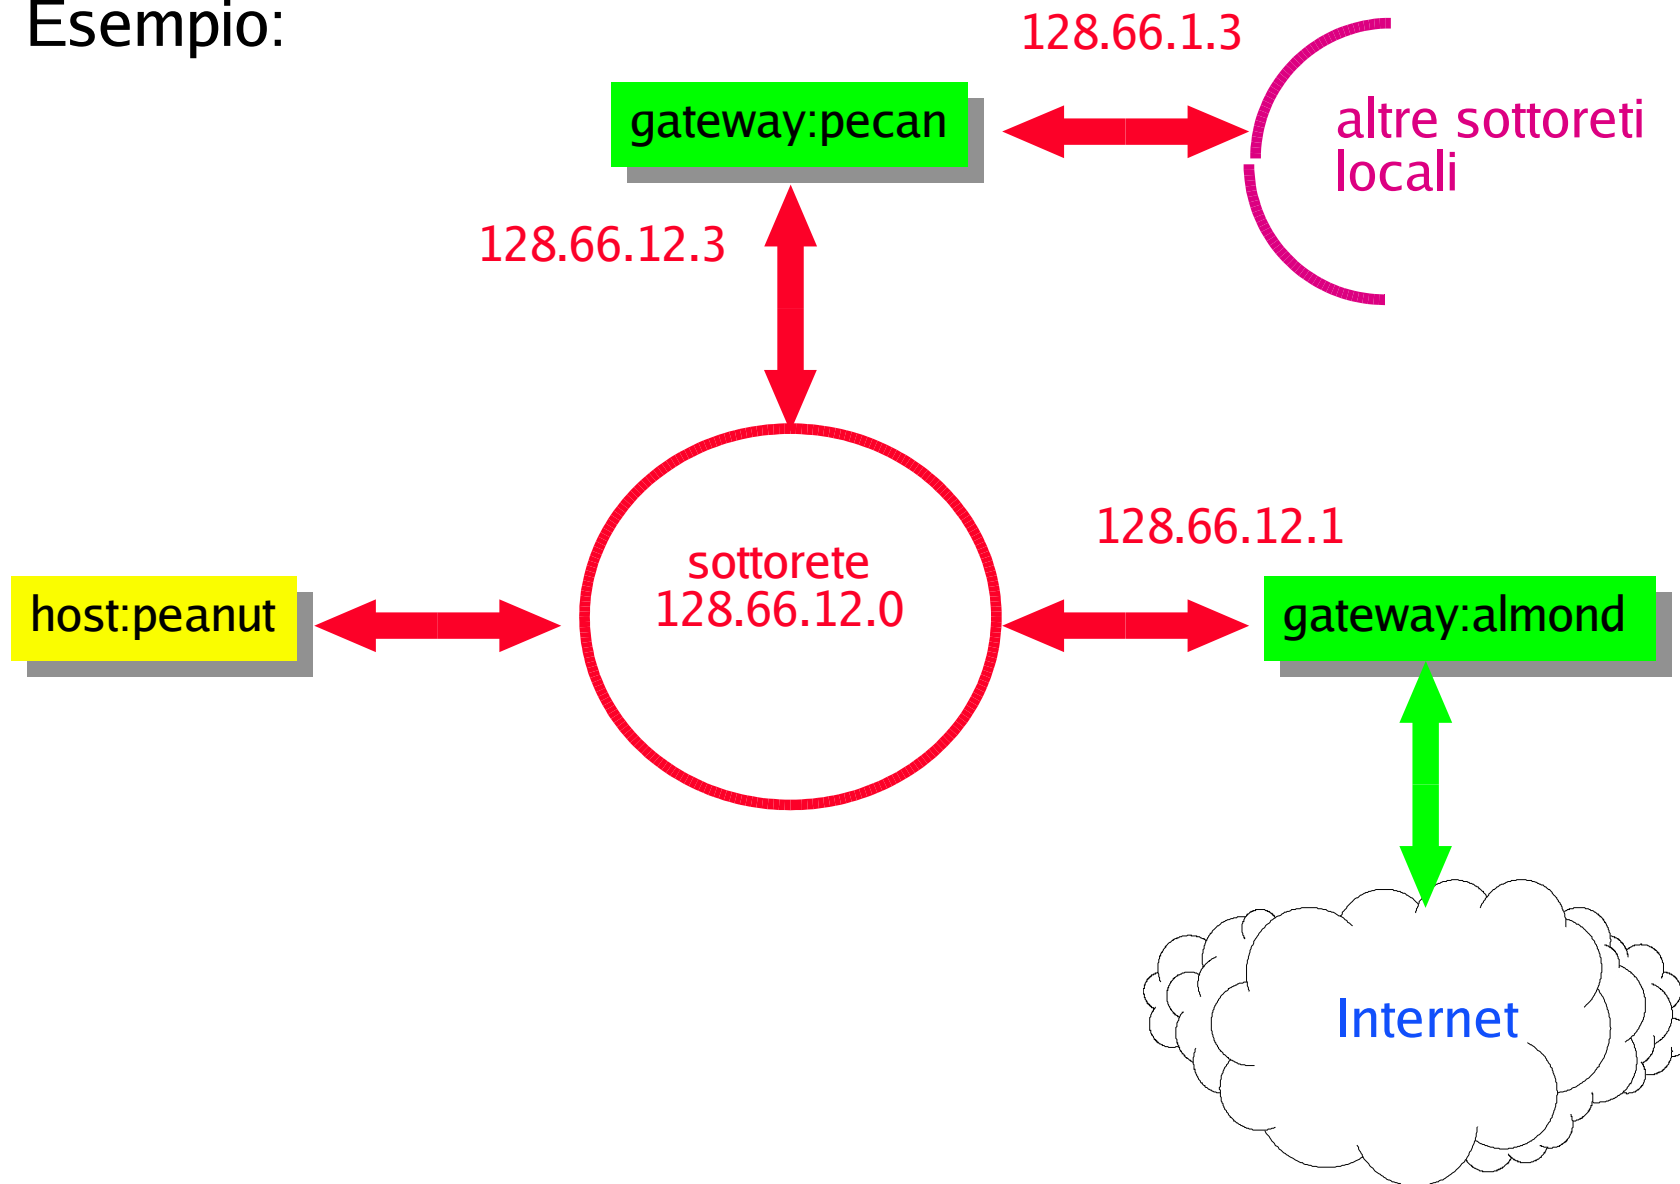 Esempio:
128.66.1.3
gateway:pecan
altre sottoreti
locali
128.66.12.3
128.66.12.1
sottorete
128.66.12.0
host:peanut
gateway:almond
Internet